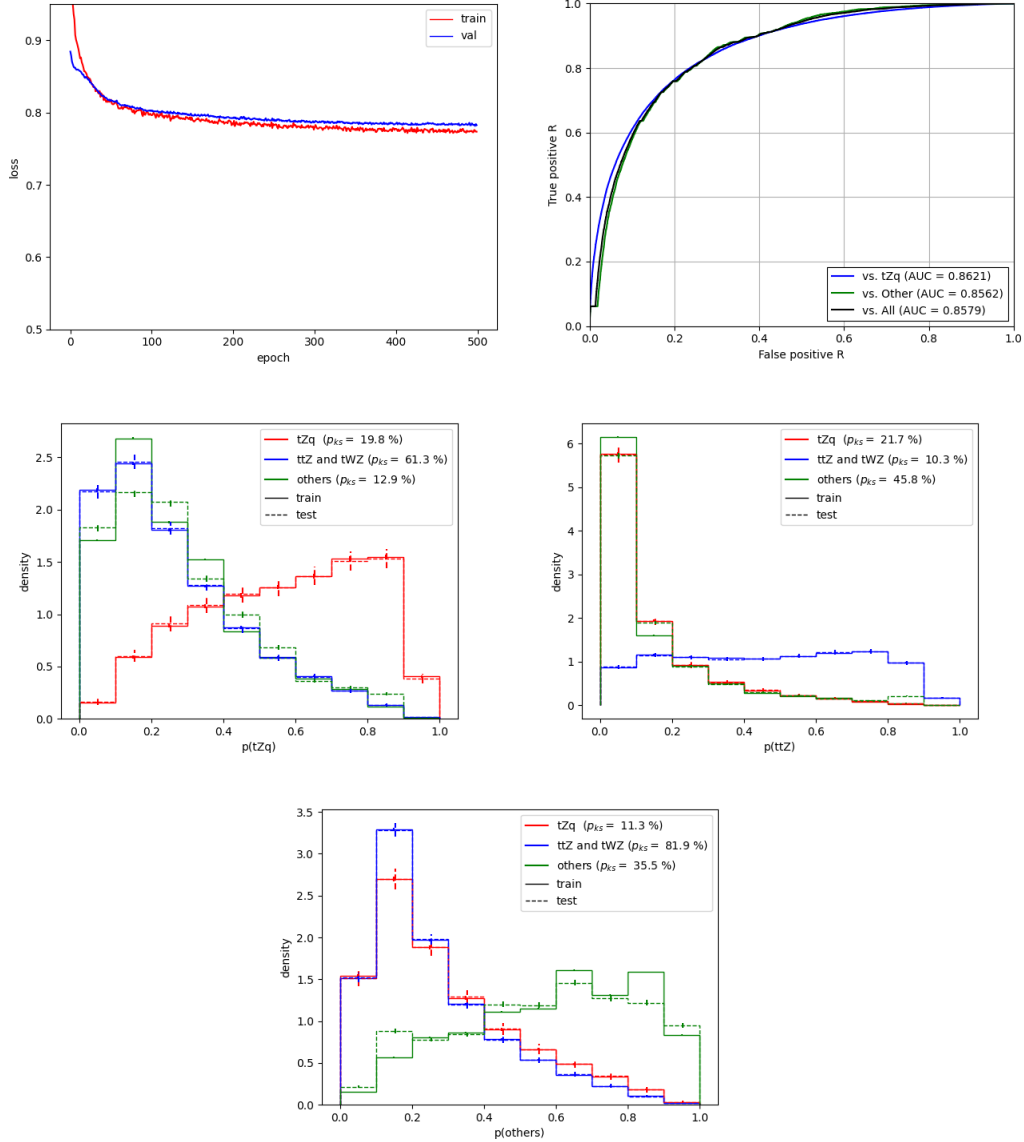 train
val
0.9
0.8
0.7
0.6
0.5
loss
0 100 200 300 400 500
epoch
1.0
0.8
0.6
0.4
0.2
0.0
True positive R
vs. tZq (AUC = 0.8621)
vs. Other (AUC = 0.8562)
vs. All (AUC = 0.8579)
0.0 0.2 0.4 0.6 0.8 1.0
False positive R
tZq (p_ks = 19.8 %)
ttZ and tWZ (p_ks = 61.3 %)
others (p_ks = 12.9 %)
train
test
2.5
2.0
1.5
1.0
0.5
0.0
density
0.0 0.2 0.4 0.6 0.8 1.0
p(tZq)
tZq (p_ks = 21.7 %)
ttZ and tWZ (p_ks = 10.3 %)
others (p_ks = 45.8 %)
train
test
6
5
4
3
2
1
0
density
0.0 0.2 0.4 0.6 0.8 1.0
p(ttZ)
tZq (p_ks = 11.3 %)
ttZ and tWZ (p_ks = 81.9 %)
others (p_ks = 35.5 %)
train
test
3.5
3.0
2.5
2.0
1.5
1.0
0.5
0.0
density
0.0 0.2 0.4 0.6 0.8 1.0
p(others)